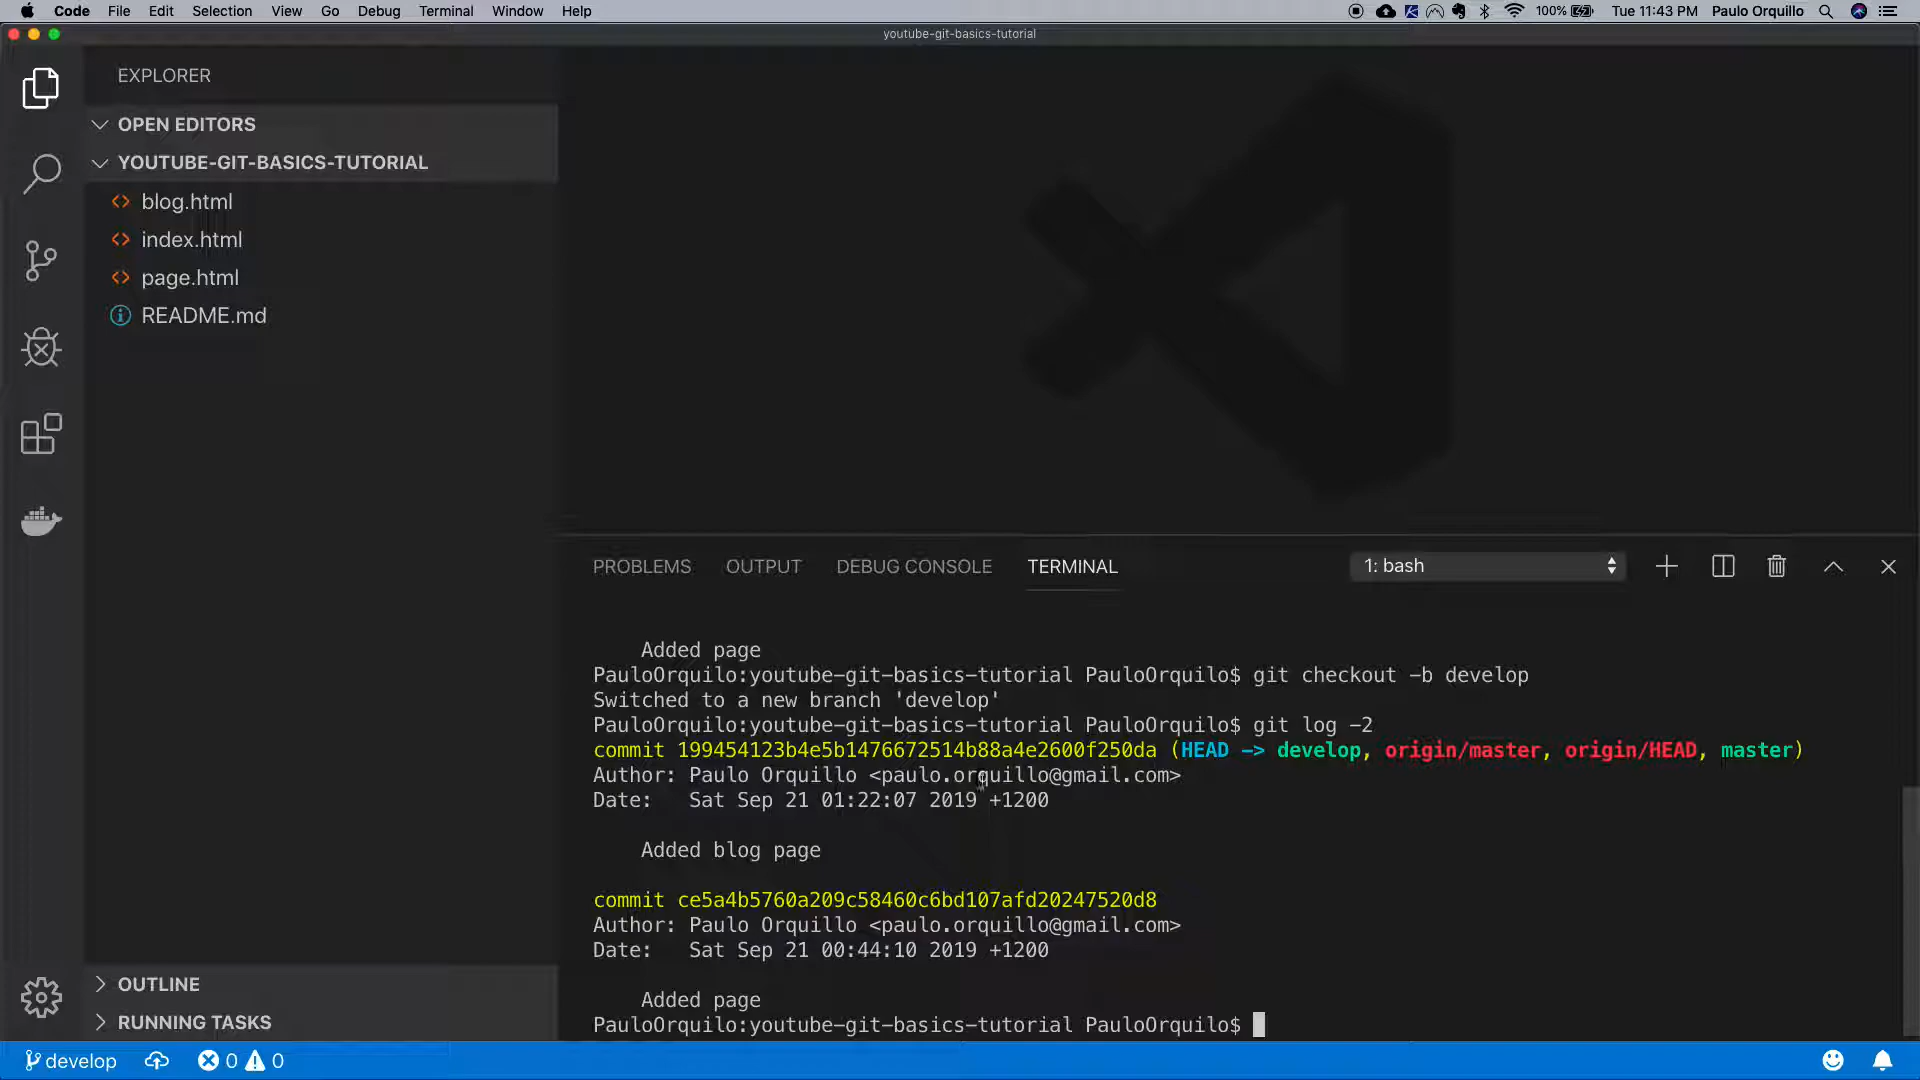 Code File Edit Selection View Go Debug Terminal Window Help 100% Tue 11:43 PM Paulo Orquillo
youtube-git-basics-tutorial
EXPLORER
OPEN EDITORS
YOUTUBE-GIT-BASICS-TUTORIAL
blog.html
index.html
page.html
README.md
OUTLINE
RUNNING TASKS
PROBLEMS OUTPUT DEBUG CONSOLE TERMINAL 1: bash
Added page
PauloOrquilo:youtube-git-basics-tutorial PauloOrquilo$ git checkout -b develop
Switched to a new branch 'develop'
PauloOrquilo:youtube-git-basics-tutorial PauloOrquilo$ git log -2
commit 199454123b4e5b1476672514b88a4e2600f250da (HEAD -> develop, origin/master, origin/HEAD, master)
Author: Paulo Orquillo <paulo.orquillo@gmail.com>
Date: Sat Sep 21 01:22:07 2019 +1200
Added blog page
commit ce5a4b5760a209c58460c6bd107afd20247520d8
Author: Paulo Orquillo <paulo.orquillo@gmail.com>
Date: Sat Sep 21 00:44:10 2019 +1200
Added page
PauloOrquilo:youtube-git-basics-tutorial PauloOrquilo$
develop 0 0